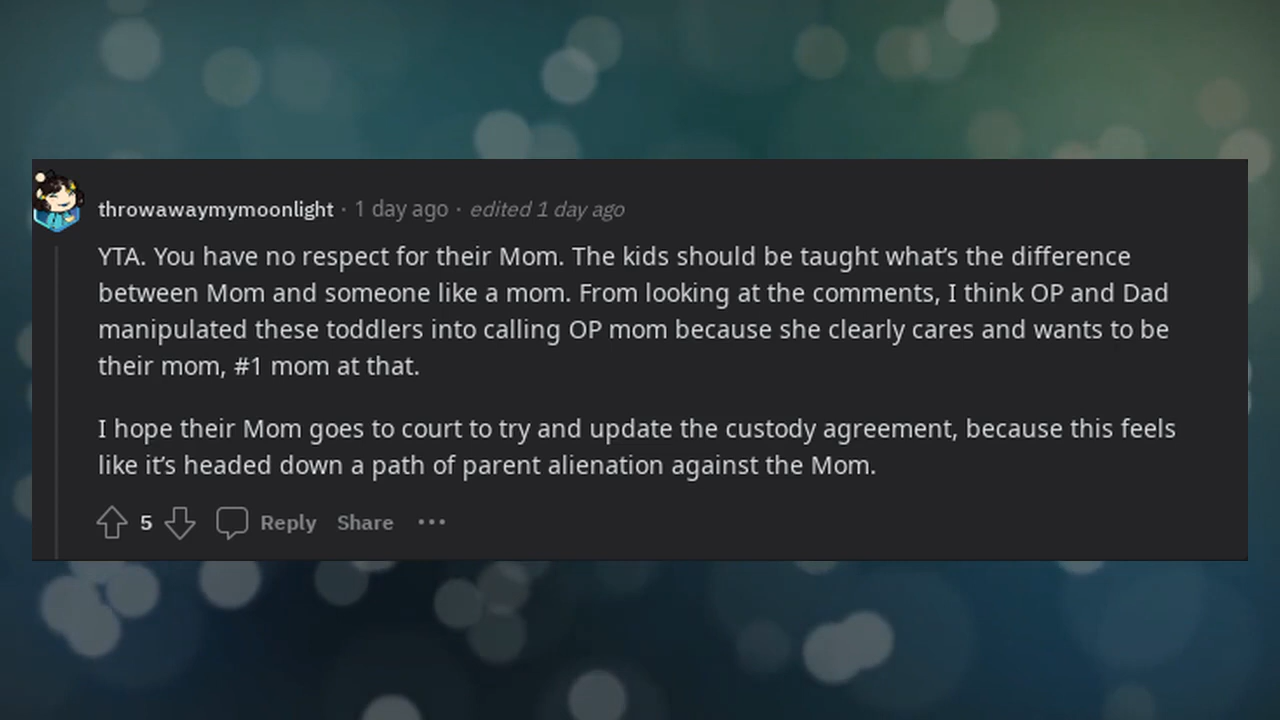 throwawaymymoonlight · 1 day ago · edited 1 day ago
YTA. You have no respect for their Mom. The kids should be taught what’s the difference
between Mom and someone like a mom. From looking at the comments, I think OP and Dad
manipulated these toddlers into calling OP mom because she clearly cares and wants to be
their mom, #1 mom at that.
I hope their Mom goes to court to try and update the custody agreement, because this feels
like it’s headed down a path of parent alienation against the Mom.
5 Reply Share ···